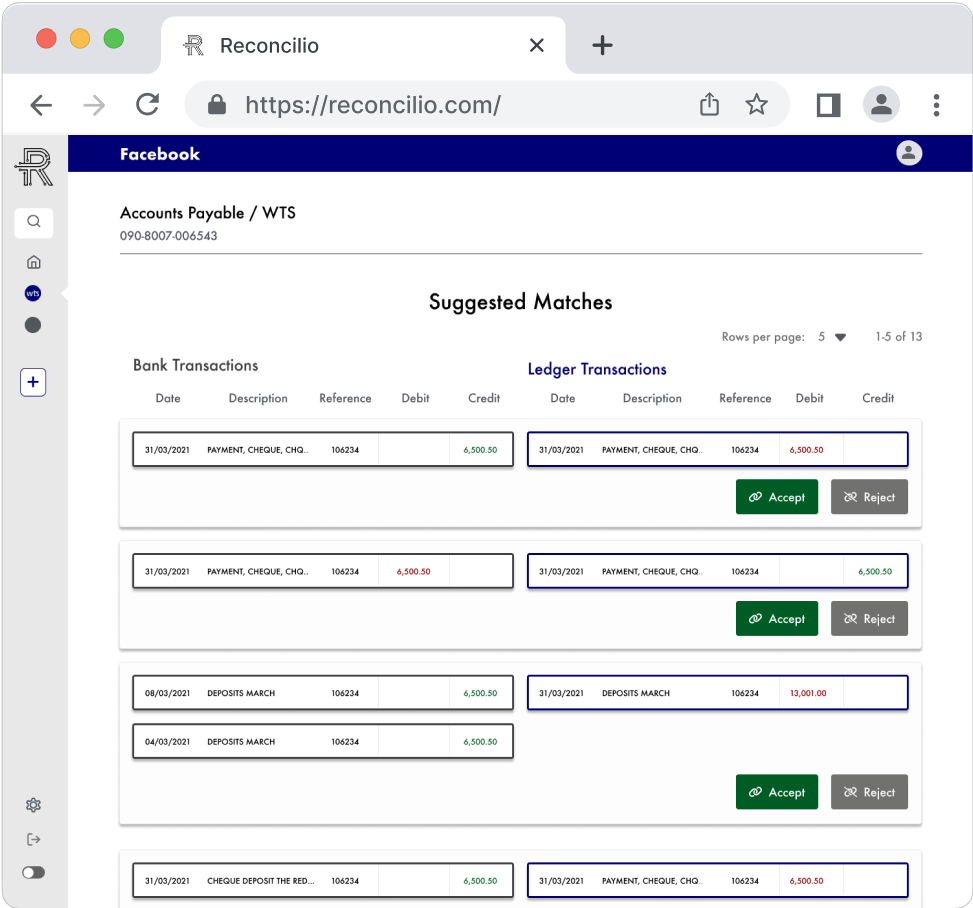 Reconcilio
https://reconcilio.com/
Facebook
Accounts Payable / WTS
090-8007-006543
wts
Suggested Matches
Rows per page: 5 1-5 of 13
Bank Transactions Ledger Transactions
Date Description Reference Debit Credit Date Description Reference Debit Credit
31/03/2021 PAYMENT, CHEQUE, CHQ.. 106234 6,500.50 31/03/2021 PAYMENT, CHEQUE, CHQ.. 106234 6,500.50
Accept Reject
31/03/2021 PAYMENT, CHEQUE, CHQ.. 106234 6,500.50 31/03/2021 PAYMENT, CHEQUE, CHQ.. 106234 6,500.50
Accept Reject
08/03/2021 DEPOSITS MARCH 106234 6,500.50 31/03/2021 DEPOSITS MARCH 106234 13,001.00
04/03/2021 DEPOSITS MARCH 106234 6,500.50
Accept Reject
31/03/2021 CHEQUE DEPOSIT THE RED... 106234 6,500.50 31/03/2021 PAYMENT, CHEQUE, CHQ.. 106234 6,500.50